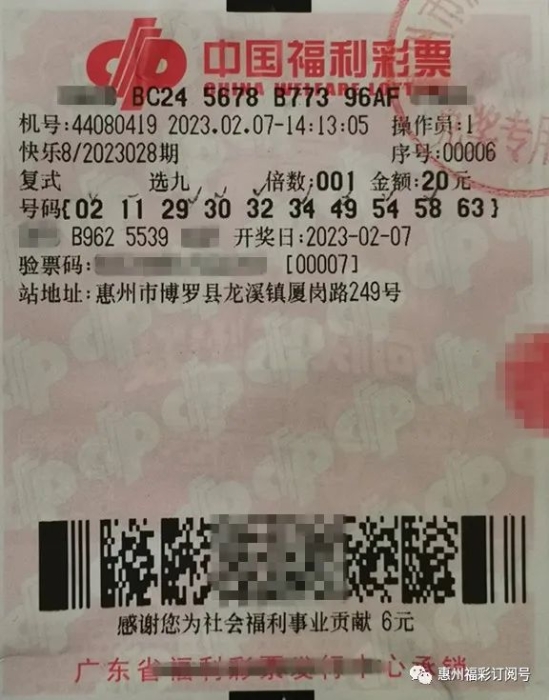 中国福利彩票
CHINA WELFARE LOTTERY
BC24 5678 B773 96AF
机号:44080419 2023.02.07-14:13:05 操作员:1
快乐8/2023028期 序号:00006
复式 选九 倍数:001 金额:20元
号码{02 11 29 30 32 34 49 54 58 63}
B962 5539 开奖日:2023-02-07
验票码: [00007]
站地址:惠州市博罗县龙溪镇厦岗路249号
感谢您为社会福利事业贡献 6元
广东省福利彩票发行中心承销
惠州福彩订阅号